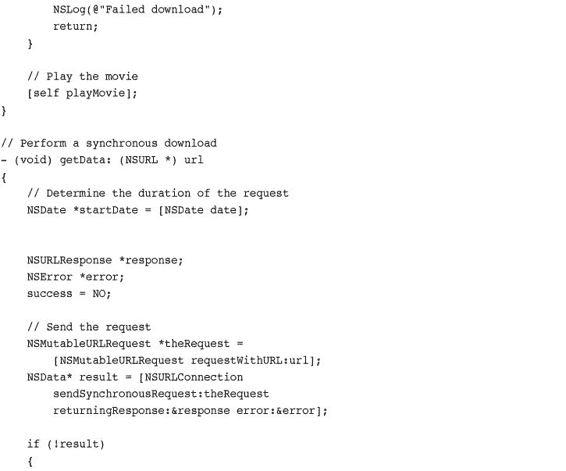 NSLog(@"Failed download");
        return;
    }

    // Play the movie
    [self playMovie];
}

// Perform a synchronous download
- (void) getData: (NSURL *) url
{
    // Determine the duration of the request
    NSDate *startDate = [NSDate date];


    NSURLResponse *response;
    NSError *error;
    success = NO;

    // Send the request
    NSMutableURLRequest *theRequest =
        [NSMutableURLRequest requestWithURL:url];
    NSData* result = [NSURLConnection
        sendSynchronousRequest:theRequest
        returningResponse:&response error:&error];

    if (!result)
    {